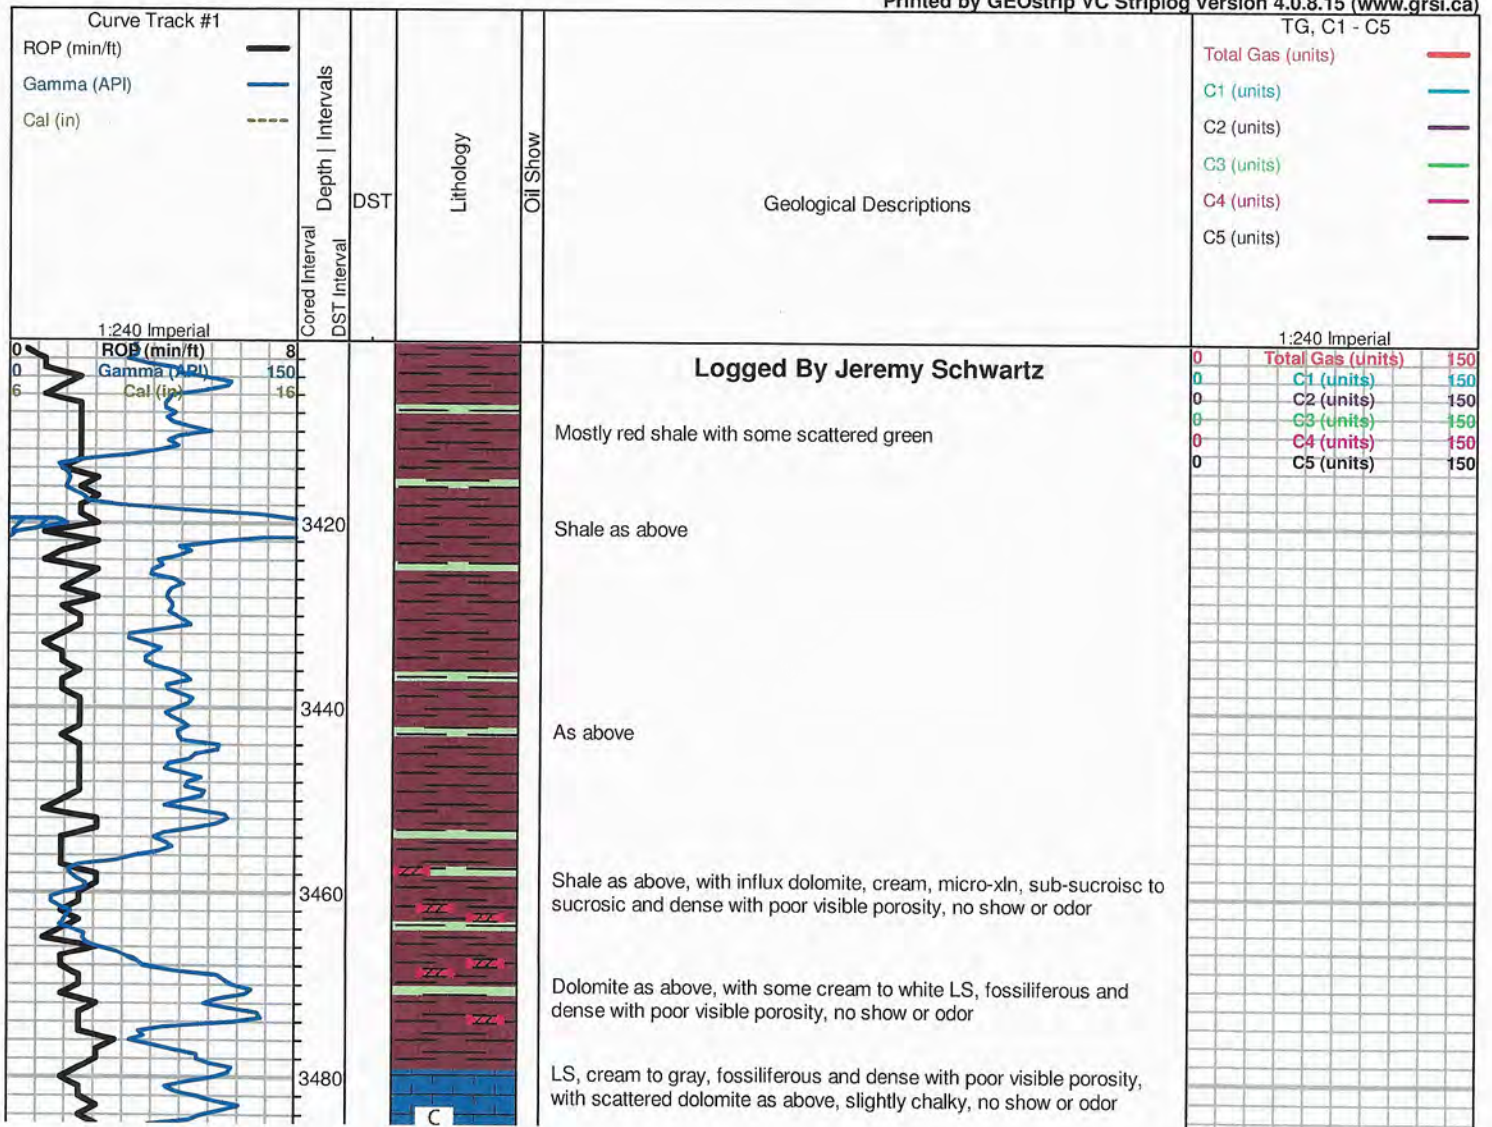 Printed by GEOstrip VC Striplog version 4.0.8.15 (www.grsi.ca)
Curve Track #1
ROP (min/ft)
Gamma (API)
Cal (in)
1:240 Imperial
Cored Interval
DST Interval
Depth | Intervals
DST
Lithology
Oil Show
Geological Descriptions
TG, C1 - C5
Total Gas (units)
C1 (units)
C2 (units)
C3 (units)
C4 (units)
C5 (units)
1:240 Imperial
0 ROP (min/ft) 8
0 Gamma (API) 150
6 Cal (in) 16
Logged By Jeremy Schwartz
0 Total Gas (units) 150
0 C1 (units) 150
0 C2 (units) 150
0 C3 (units) 150
0 C4 (units) 150
0 C5 (units) 150
Mostly red shale with some scattered green
3420
Shale as above
3440
As above
3460
Shale as above, with influx dolomite, cream, micro-xln, sub-sucroisc to
sucrosic and dense with poor visible porosity, no show or odor
Dolomite as above, with some cream to white LS, fossiliferous and
dense with poor visible porosity, no show or odor
3480
LS, cream to gray, fossiliferous and dense with poor visible porosity,
with scattered dolomite as above, slightly chalky, no show or odor
C